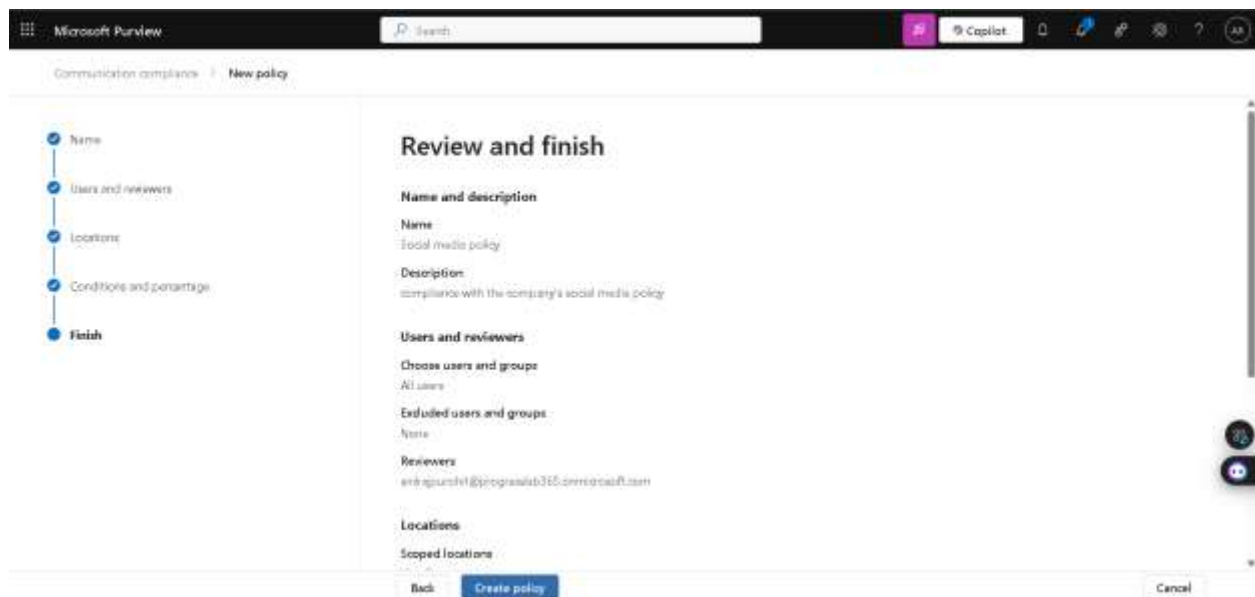 Microsoft Purview
Search
Copilot
?
AR
Communication compliance > New policy
Name
Users and reviewers
Locations
Conditions and percentage
Finish
Review and finish
Name and description
Name
Social media policy
Description
compliance with the company's social media policy
Users and reviewers
Choose users and groups
All users
Excluded users and groups
None
Reviewers
Locations
Scoped locations
Back
Create policy
Cancel